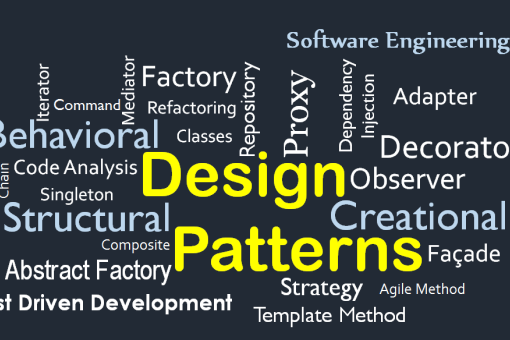 Software Engineering
Iterator
Mediator
Factory
Command
Refactoring
Repository
Proxy
Dependency
Injection
Adapter
Behavioral
Classes
Decorato
Chain
Code Analysis
Design
Observer
Singleton
Structural
Creational
Composite
Patterns
Façade
Abstract Factory
Strategy
Agile Method
st Driven Development
Template Method